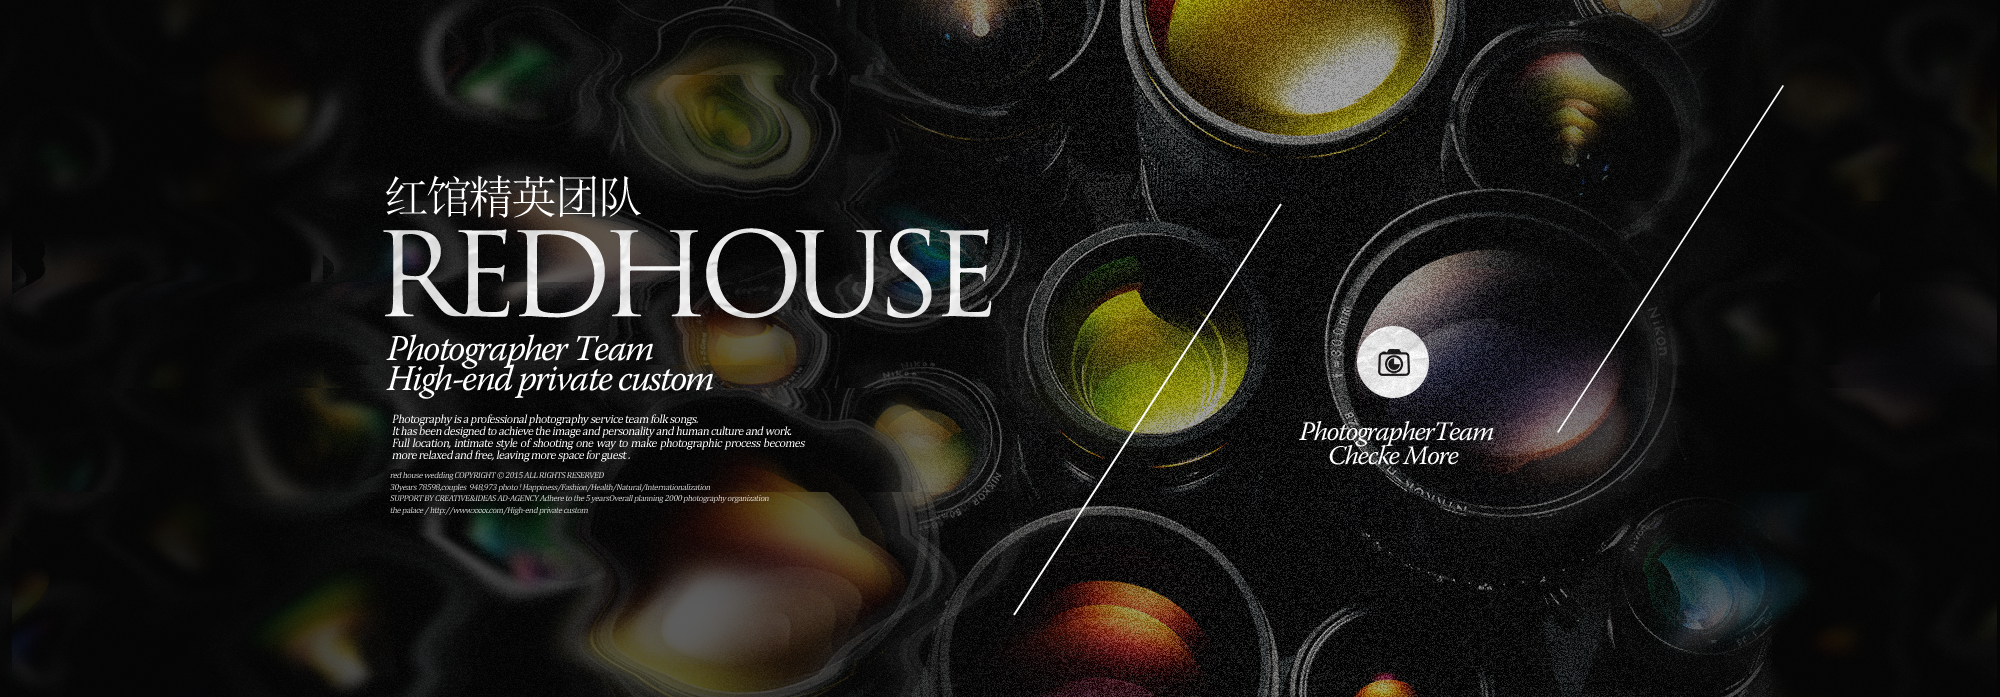 红馆精英团队
REDHOUSE
Photographer Team
High-end private custom
Photography is a professional photography service team folk songs.
It has been designed to achieve the image and personality and human culture and work.
Full location, intimate style of shooting one way to make photographic process becomes
more relaxed and free, leaving more space for guest .
red house wedding COPYRIGHT © 2015 ALL RIGHTS RESERVED
30years 78598,couples 948,973 photo ! Happiness/Fashion/Health/Natural/Internationalization
SUPPORT BY CREATIVE&IDEAS AD-AGENCY Adhere to the 5 yearsOverall planning 2000 photography organization
the palace / http://www.xxxx.com/High-end private custom
PhotographerTeam
Checke More
Nikon